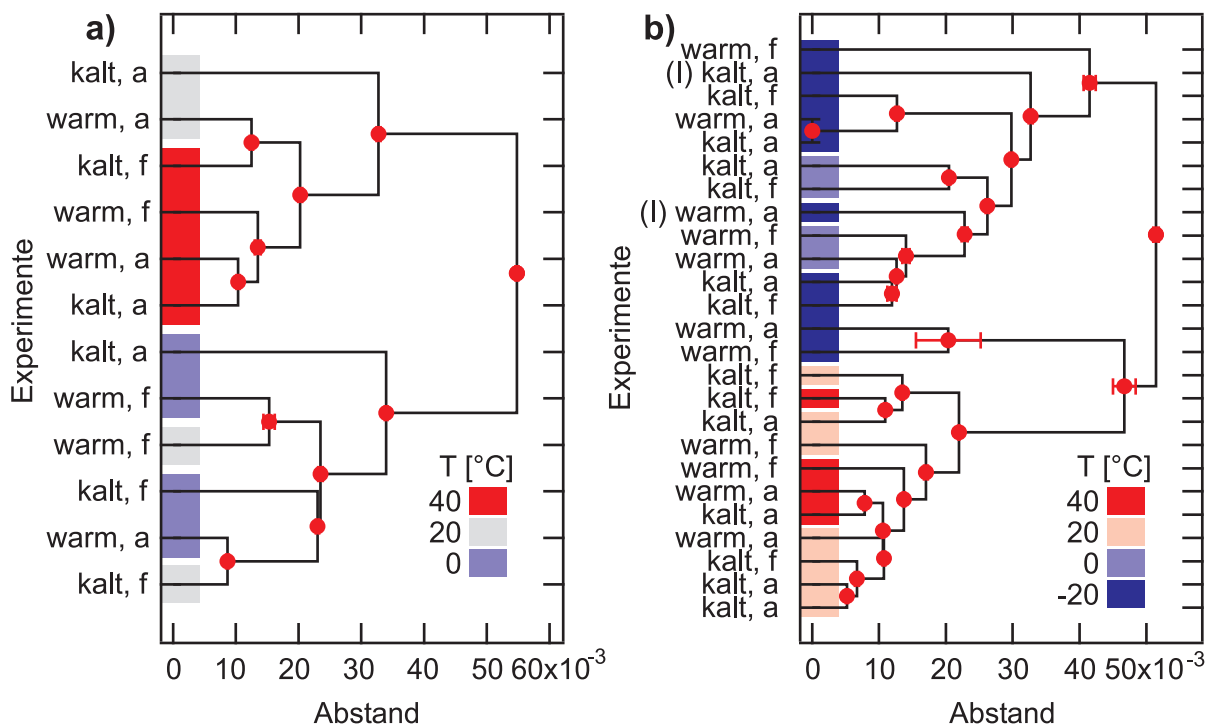 a)
kalt, a
warm, a
kalt, f
warm, f
warm, a
kalt, a
kalt, a
warm, f
warm, f
kalt, f
warm, a
kalt, f
Experimente
T [°C]
40
20
0
0 10 20 30 40 50 60x10⁻³
Abstand
b)
warm, f
(l) kalt, a
kalt, f
warm, a
kalt, a
kalt, a
kalt, f
(l) warm, a
warm, f
warm, a
kalt, a
kalt, f
warm, a
warm, f
kalt, f
kalt, f
kalt, a
warm, f
warm, f
warm, a
kalt, a
warm, a
kalt, f
kalt, a
kalt, a
Experimente
T [°C]
40
20
0
-20
0 10 20 30 40 50x10⁻³
Abstand